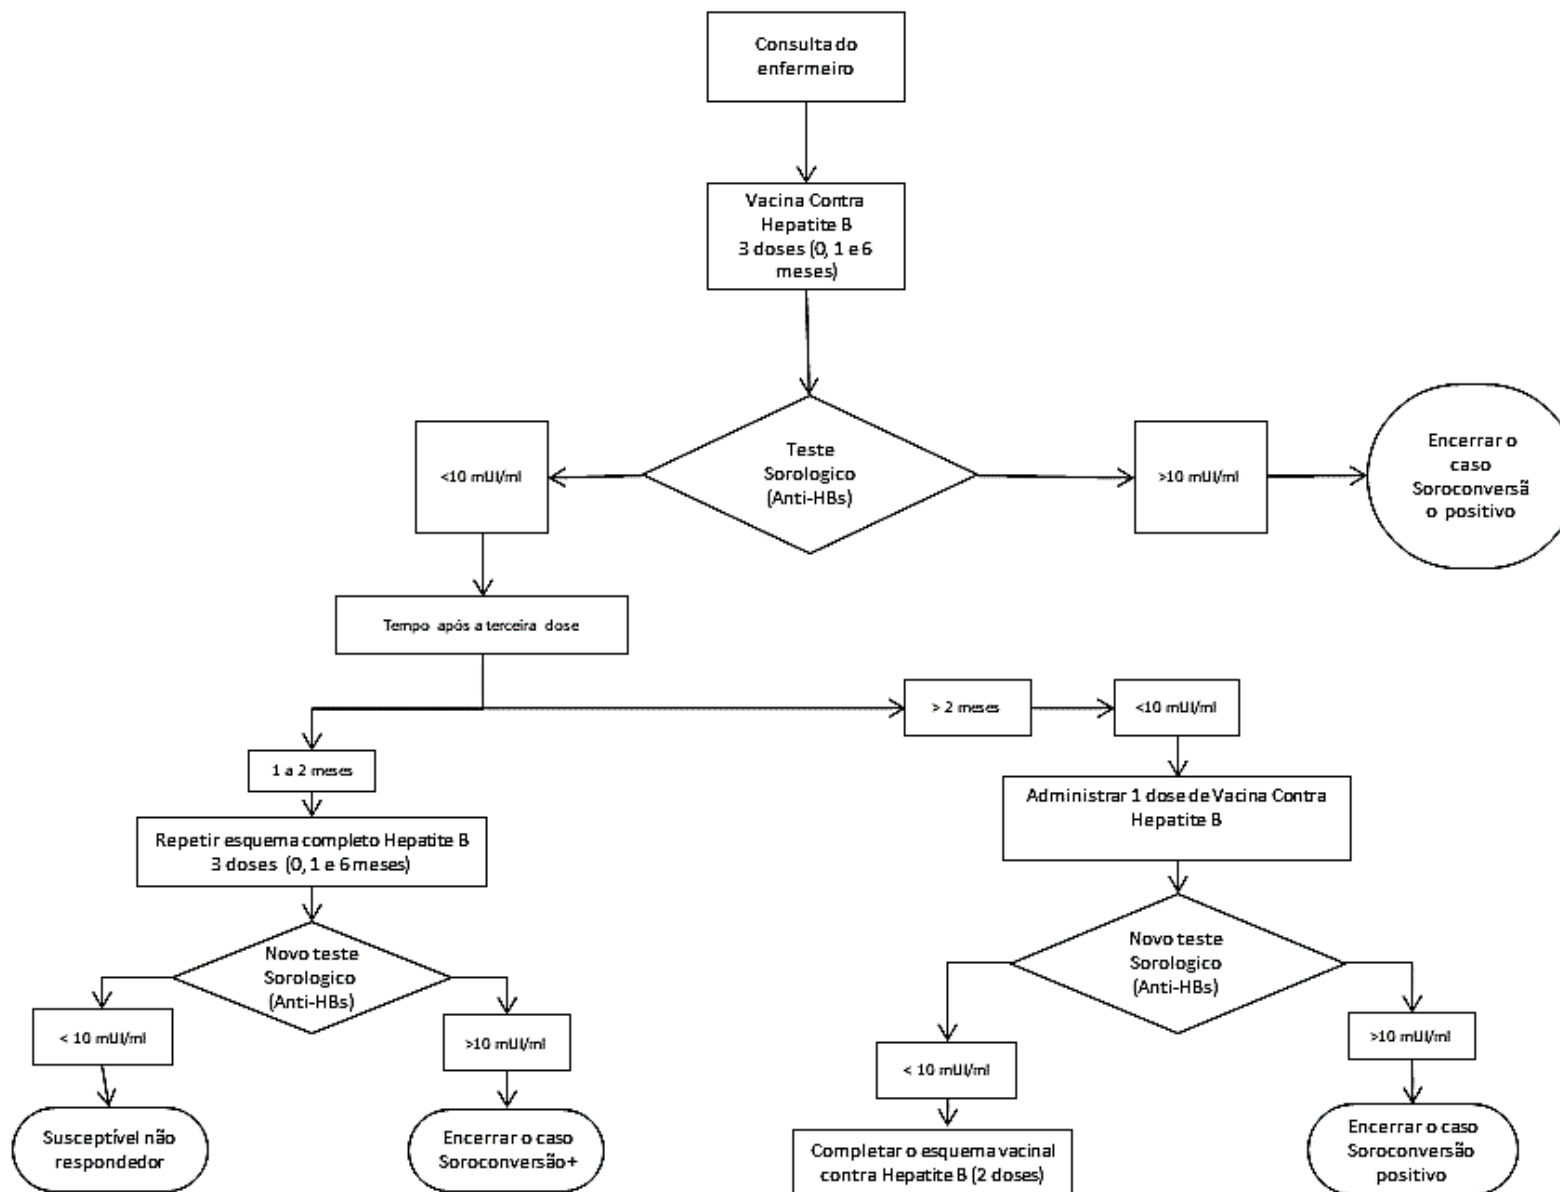 Consulta do
enfermeiro
Vacina Contra
Hepatite B
3 doses (0, 1 e 6
meses)
Teste
Sorologico
(Anti-HBs)
<10 mUI/ml
>10 mUI/ml
Encerrar o
caso
Soroconversã
o positivo
Tempo após a terceira dose
> 2 meses
<10 mUI/ml
1 a 2 meses
Administrar 1 dose de Vacina Contra
Hepatite B
Repetir esquema completo Hepatite B
3 doses (0, 1 e 6 meses)
Novo teste
Sorologico
(Anti-HBs)
Novo teste
Sorologico
(Anti-HBs)
< 10 mUI/ml
>10 mUI/ml
< 10 mUI/ml
>10 mUI/ml
Susceptível não
respondedor
Encerrar o caso
Soroconversão+
Completar o esquema vacinal
contra Hepatite B (2 doses)
Encerrar o caso
Soroconversão
positivo